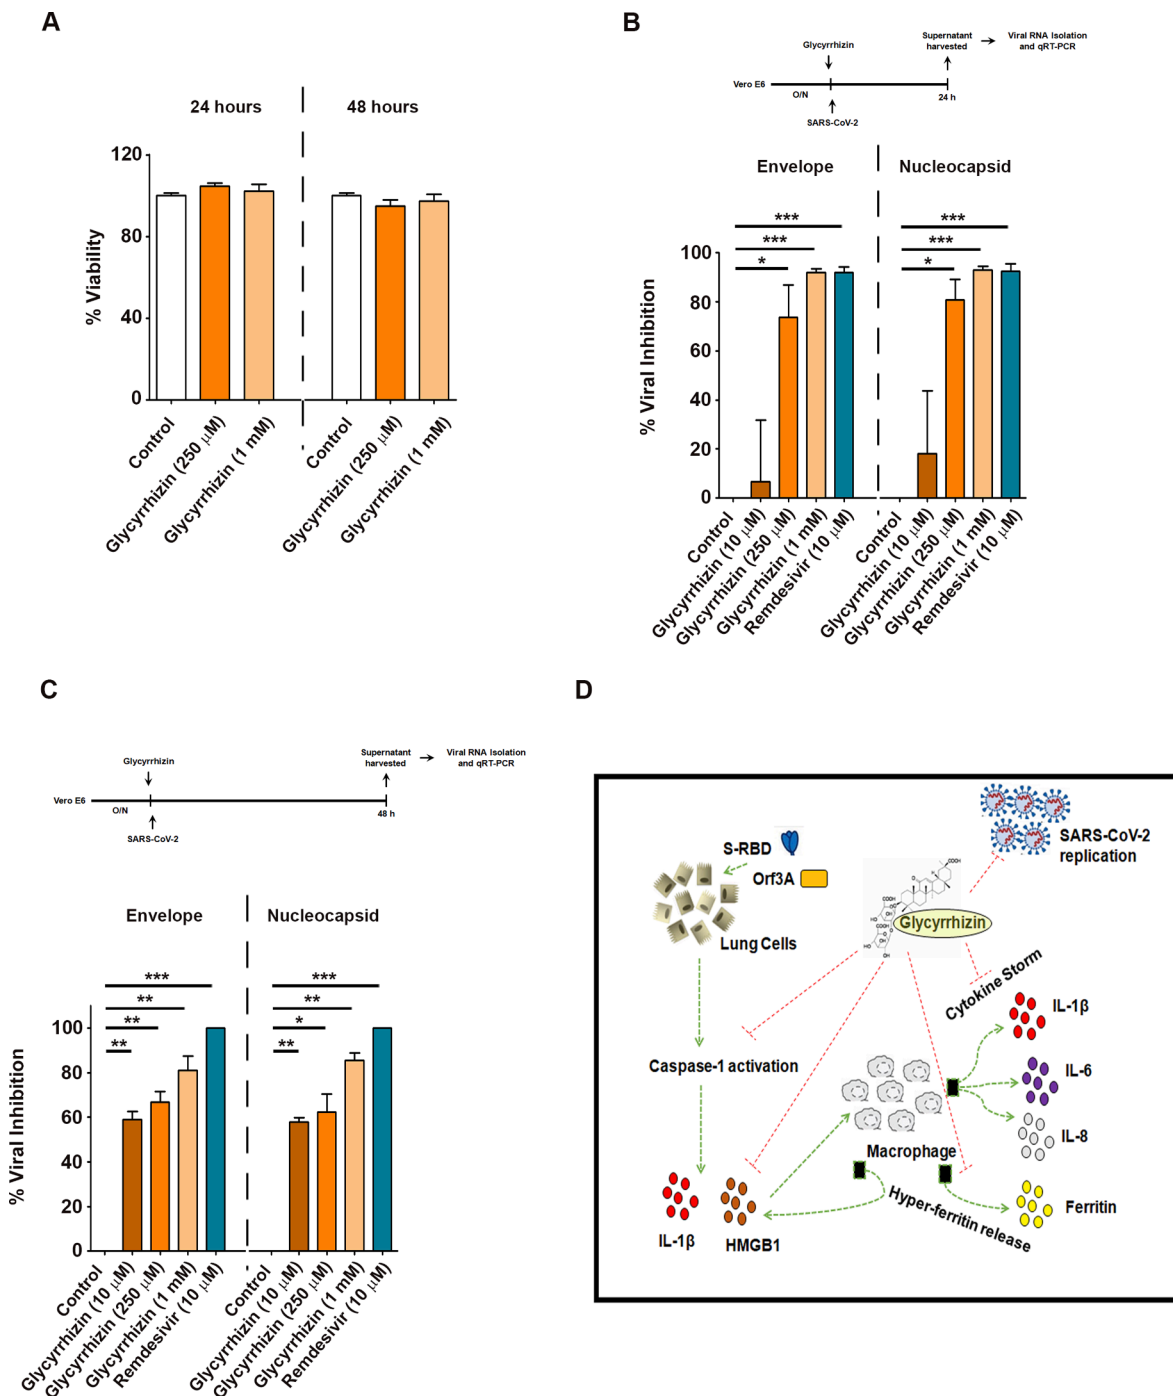 A
24 hours
48 hours
120
80
40
0
% Viability
Control
Glycyrrhizin (250 µM)
Glycyrrhizin (1 mM)
Control
Glycyrrhizin (250 µM)
Glycyrrhizin (1 mM)
B
Glycyrrhizin
Supernatant
harvested
Viral RNA Isolation
and qRT-PCR
Vero E6
O/N
24 h
SARS-CoV-2
Envelope
Nucleocapsid
***
***
*
***
***
*
100
80
60
40
20
0
% Viral Inhibition
Control
Glycyrrhizin (10 µM)
Glycyrrhizin (250 µM)
Glycyrrhizin (1 mM)
Remdesivir (10 µM)
Control
Glycyrrhizin (10 µM)
Glycyrrhizin (250 µM)
Glycyrrhizin (1 mM)
Remdesivir (10 µM)
C
Glycyrrhizin
Supernatant
harvested
Viral RNA Isolation
and qRT-PCR
Vero E6
O/N
48 h
SARS-CoV-2
Envelope
Nucleocapsid
***
**
**
**
***
**
*
**
100
80
60
40
20
0
% Viral Inhibition
Control
Glycyrrhizin (10 µM)
Glycyrrhizin (250 µM)
Glycyrrhizin (1 mM)
Remdesivir (10 µM)
Control
Glycyrrhizin (10 µM)
Glycyrrhizin (250 µM)
Glycyrrhizin (1 mM)
Remdesivir (10 µM)
D
S-RBD
Orf3A
Lung Cells
SARS-CoV-2
replication
Glycyrrhizin
Cytokine Storm
IL-1β
Caspase-1 activation
IL-6
IL-8
Macrophage
Hyper-ferritin release
Ferritin
IL-1β
HMGB1